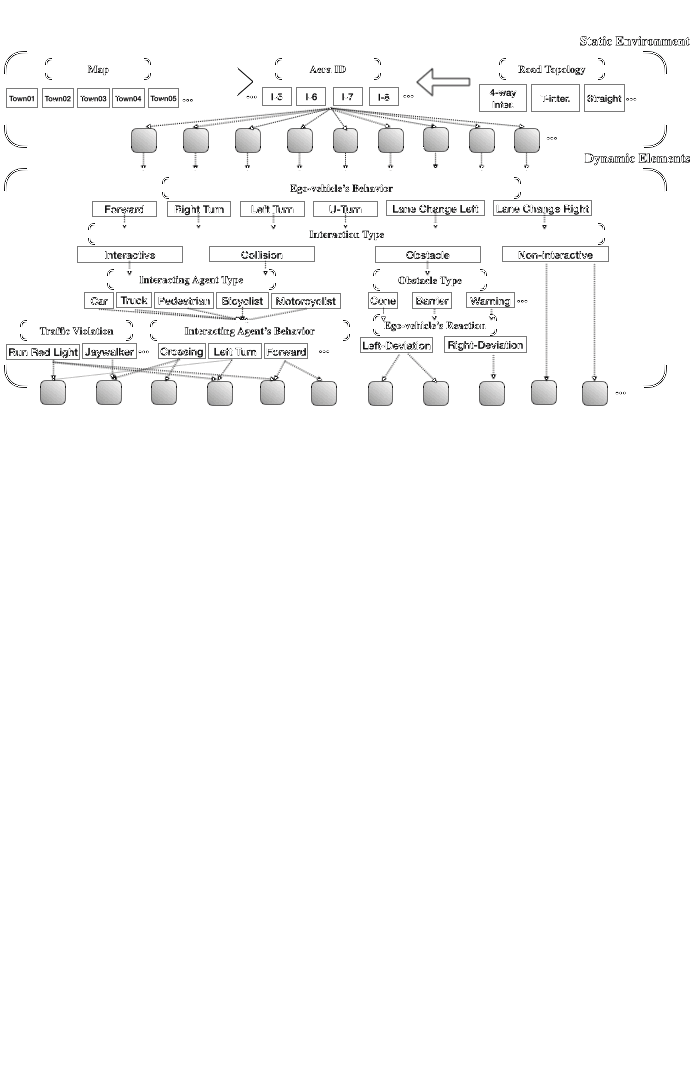 Static Environment
Map
Area ID
Road Topology
Town01 Town02 Town03 Town04 Town05
I-5 I-6 I-7 I-8
4-way
Inter.
Straight
Dynamic Elements
Ego-vehicle's Behavior
Forward Right Turn Left Turn U-Turn Lane Change Left Lane Change Right
Interaction Type
Interactive Collision Obstacle Non-interactive
Interacting Agent Type
Obstacle Type
Car Truck Pedestrian Bicyclist Motorcyclist
Cone Barrier Warning
Traffic Violation
Interacting Agent's Behavior
Ego-vehicle's Reaction
Run Red Light Jaywalker
Crossing Left Turn Forward
Left-Deviation Right-Deviation